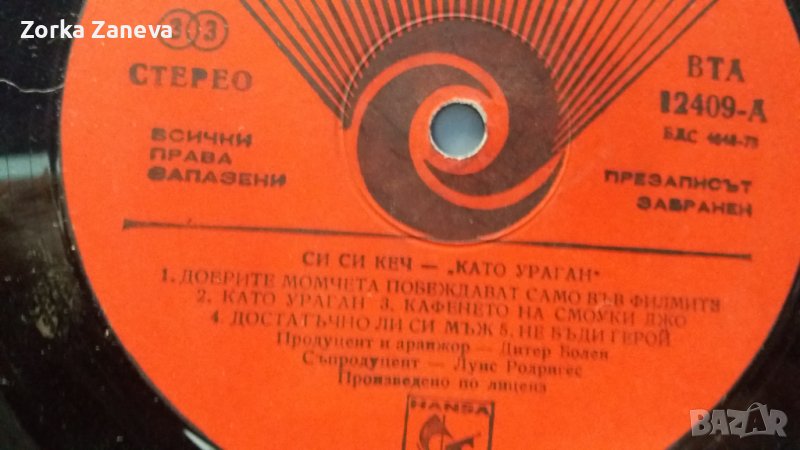 Zorka Zaneva
33
СТЕРЕО
ВСИЧКИ
ПРАВА
ЗАПАЗЕНИ
ВТА
12409-А
БДС
ПРЕЗАПИСЪТ
ЗАБРАНЕН
СИ СИ КЕЧ — „КАТО УРАГАН“
1. ДОБРИТЕ МОМЧЕТА ПОБЕЖДАВАТ САМО ВЪВ ФИЛМИТЕ
2. КАТО УРАГАН 3. КАФЕНЕТО НА СМОУКИ ДЖО
4. ДОСТАТЪЧНО ЛИ СИ МЪЖ 5. НЕ БЪДИ ГЕРОЙ
Продуцент и аранжор — Дитер Болен
Съпродуцент — Луис Родригес
Произведено по лиценз
HANSA
BAZAR